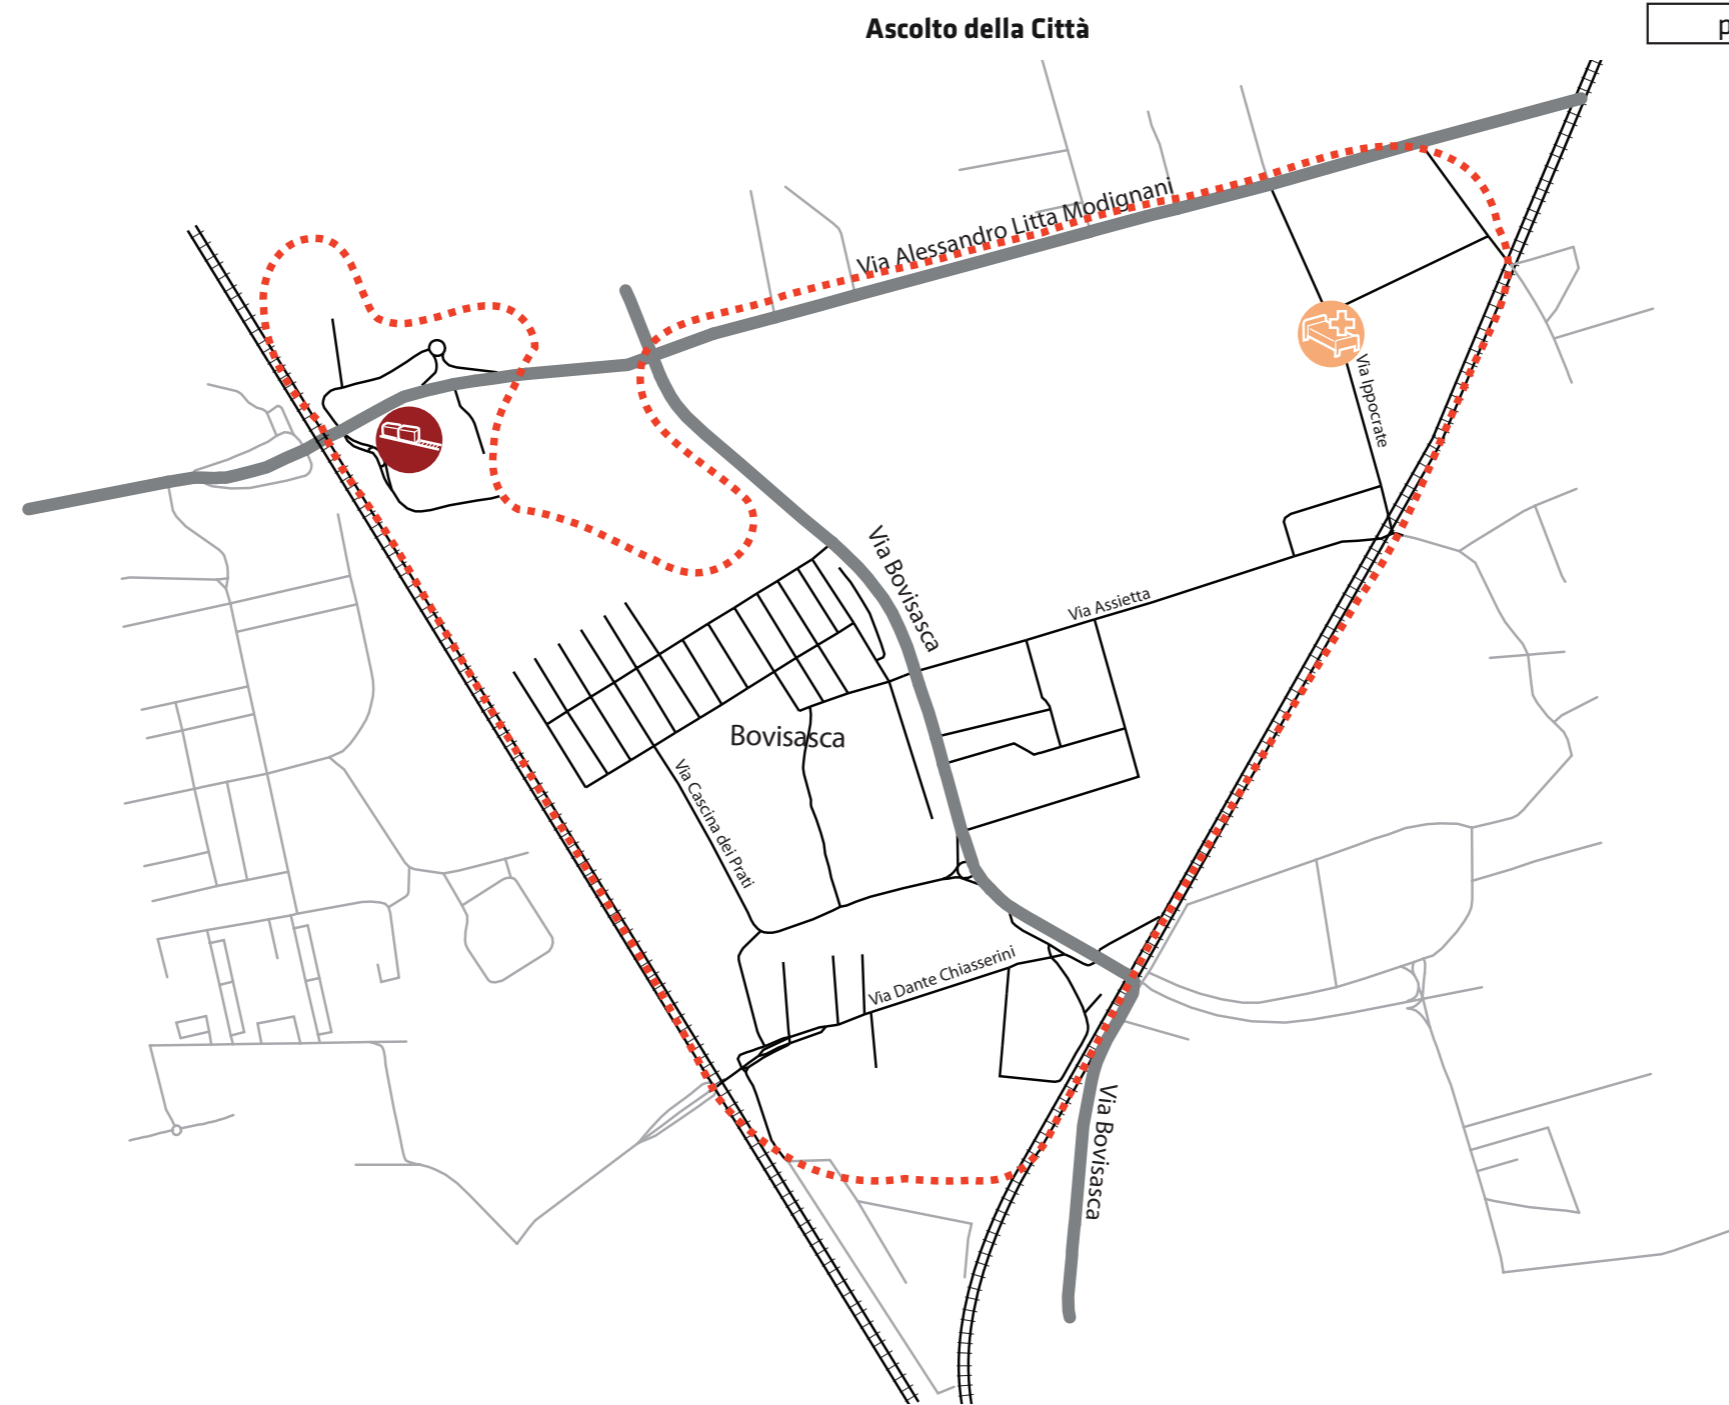 Ascolto della Città
p
Via Alessandro Litta Modignani
Via Ippocrate
Via Bovisasca
Via Assietta
Bovisasca
Via Cascina dei Prati
Via Dante Chiasserini
Via Bovisasca